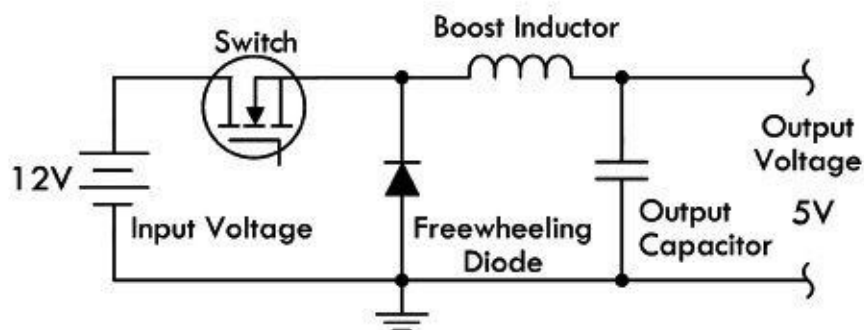 Switch
Boost Inductor
12V
Input Voltage
Freewheeling
Diode
Output
Capacitor
Output
Voltage
5V